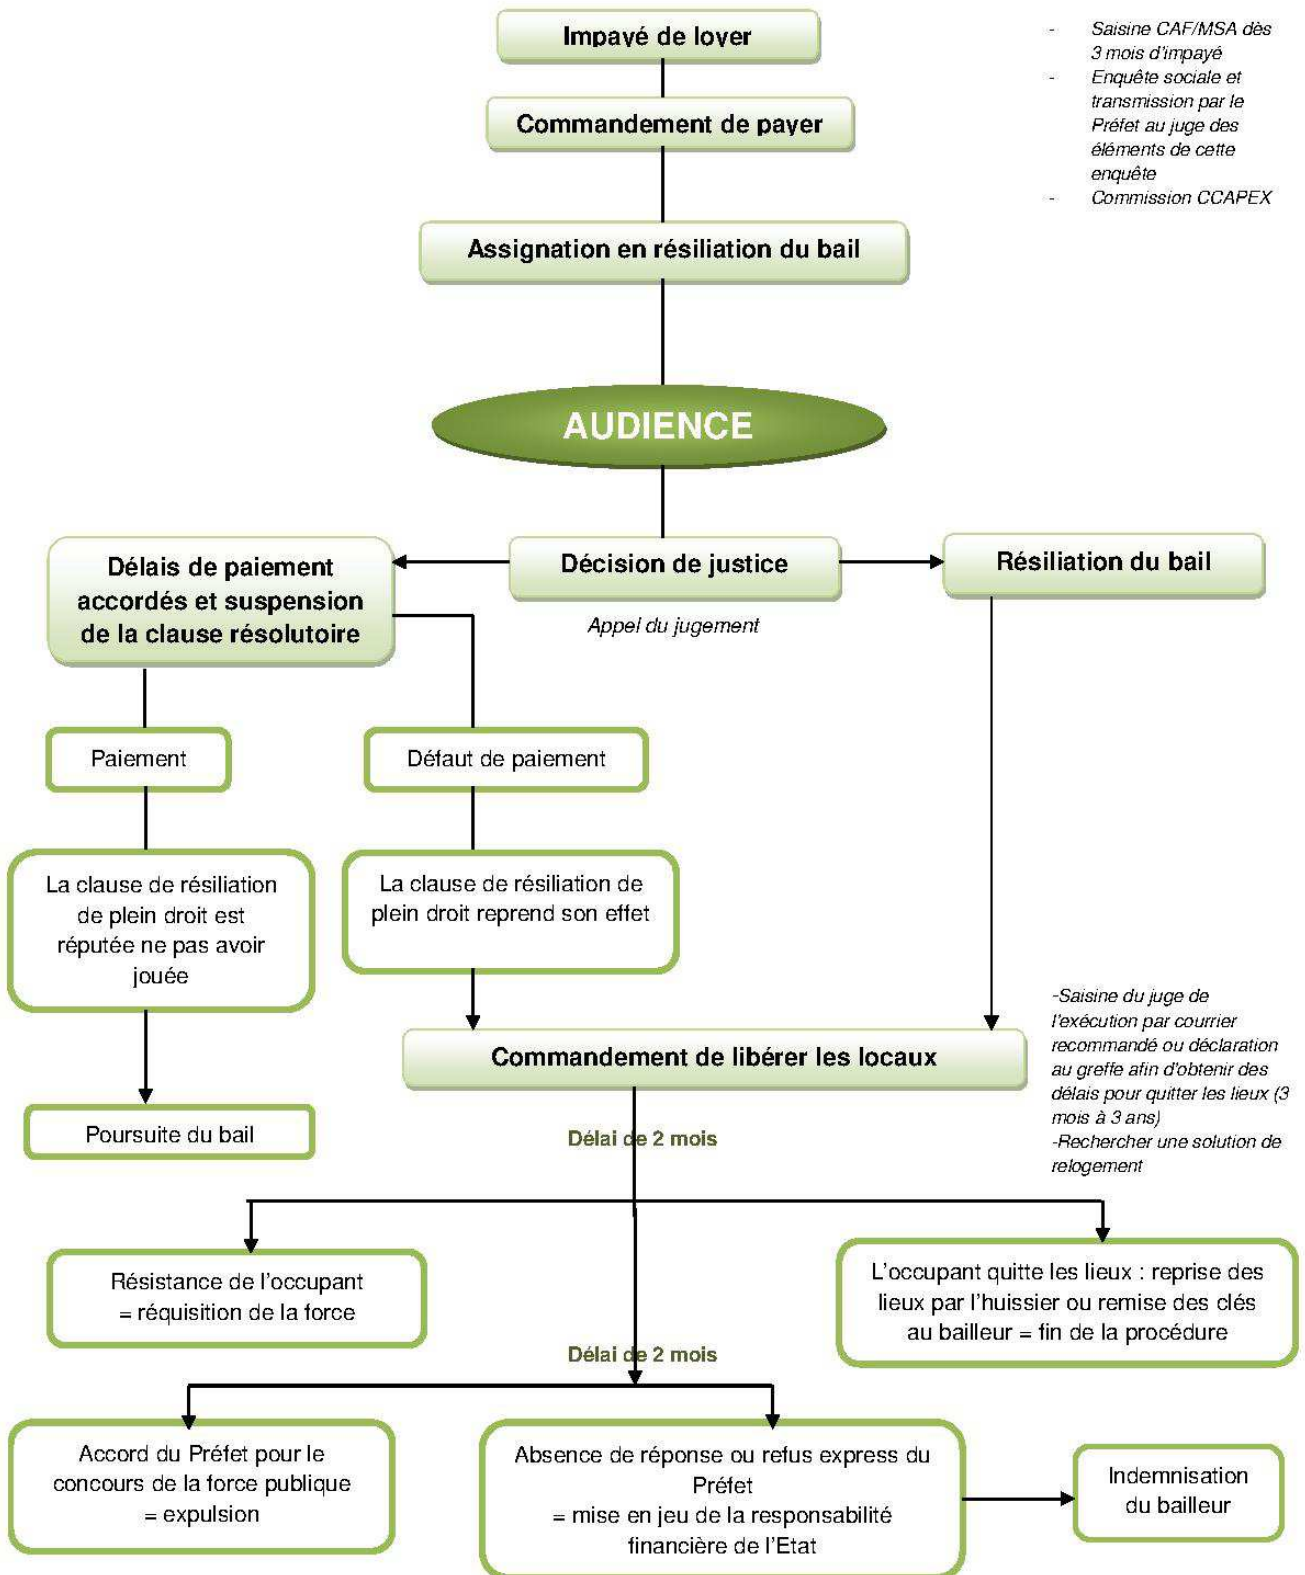 Impayé de loyer
- Saisine CAF/MSA dès
3 mois d'impayé
- Enquête sociale et
transmission par le
Préfet au juge des
éléments de cette
enquête
- Commission CCAPEX
Commandement de payer
Assignation en résiliation du bail
AUDIENCE
Délais de paiement
accordés et suspension
de la clause résolutoire
Décision de justice
Résiliation du bail
Appel du jugement
Paiement
Défaut de paiement
La clause de résiliation
de plein droit est
réputée ne pas avoir
jouée
La clause de résiliation de
plein droit reprend son effet
-Saisine du juge de
l'exécution par courrier
recommandé ou déclaration
au greffe afin d'obtenir des
délais pour quitter les lieux (3
mois à 3 ans)
-Rechercher une solution de
relogement
Commandement de libérer les locaux
Poursuite du bail
Délai de 2 mois
Résistance de l'occupant
= réquisition de la force
L'occupant quitte les lieux : reprise des
lieux par l'huissier ou remise des clés
au bailleur = fin de la procédure
Délai de 2 mois
Accord du Préfet pour le
concours de la force publique
= expulsion
Absence de réponse ou refus express du
Préfet
= mise en jeu de la responsabilité
financière de l'Etat
Indemnisation
du bailleur